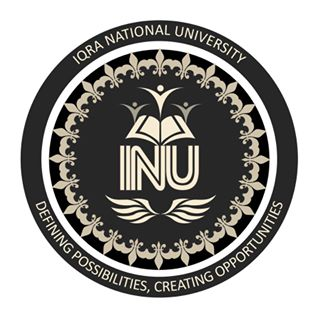 IQRA NATIONAL UNIVERSITY
INU
DEFINING POSSIBILITIES, CREATING OPPORTUNITIES